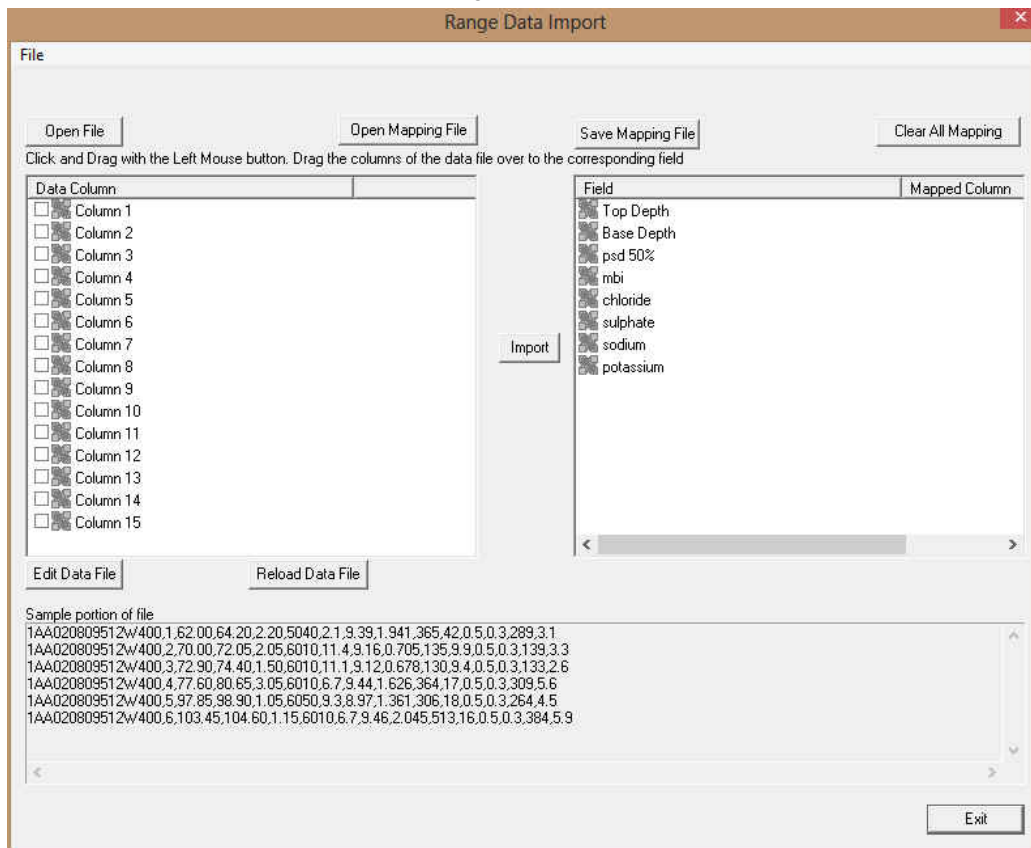 Range Data Import
File
Open File
Open Mapping File
Save Mapping File
Clear All Mapping
Click and Drag with the Left Mouse button. Drag the columns of the data file over to the corresponding field
Data Column
Column 1
Column 2
Column 3
Column 4
Column 5
Column 6
Column 7
Column 8
Column 9
Column 10
Column 11
Column 12
Column 13
Column 14
Column 15
Import
Field Mapped Column
Top Depth
Base Depth
psd 50%
mbi
chloride
sulphate
sodium
potassium
Edit Data File
Reload Data File
Sample portion of file
1AA020809512W400,1,62.00,64.20,2.20,5040,2.1,9.39,1.941,365,42,0.5,0.3,289,3.1
1AA020809512W400,2,70.00,72.05,2.05,6010,11.4,9.16,0.705,135,9.9,0.5,0.3,139,3.3
1AA020809512W400,3,72.90,74.40,1.50,6010,11.1,9.12,0.678,130,9.4,0.5,0.3,133,2.6
1AA020809512W400,4,77.60,80.65,3.05,6010,6.7,9.44,1.626,364,17,0.5,0.3,309,5.6
1AA020809512W400,5,97.85,98.90,1.05,6050,9.3,8.97,1.361,306,18,0.5,0.3,264,4.5
1AA020809512W400,6,103.45,104.60,1.15,6010,6.7,9.46,2.045,513,16,0.5,0.3,384,5.9
Exit